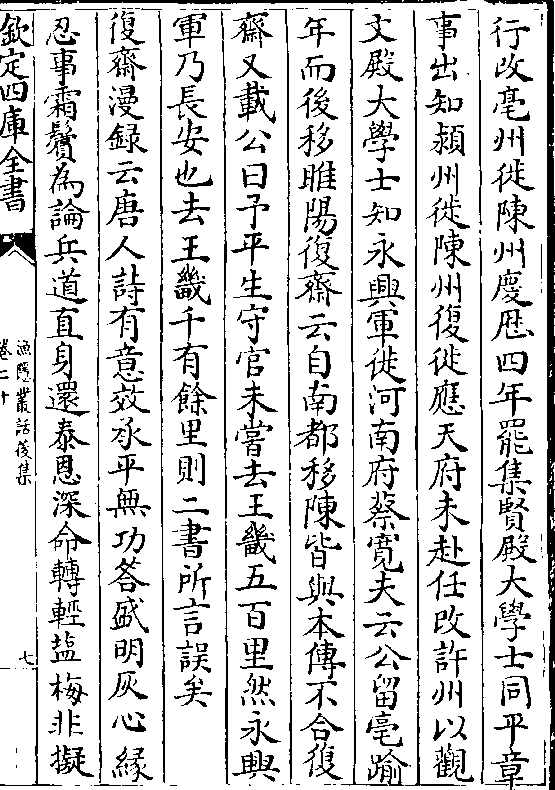 行改亳州徙陳州慶厯四年罷集賢殿大學士同平章
事出知潁州徙陳州復徙應天府未赴任改許州以觀
文殿大學士知永興軍徙河南府蔡寛夫云公留亳踰
年而後移睢陽復齋云自南都移陳皆與本傳不合復
齋又載公曰予平生守官未嘗去王畿五百里然永興
軍乃長安也去王畿千有餘里則二書所言誤矣
復齋漫録云唐人詩有意效承平無功答盛明灰心緣
忍事霜鬢為論兵道直身還泰恩深命轉輕鹽梅非擬
欽定四庫全書
漁隱叢話後集
卷二十
七